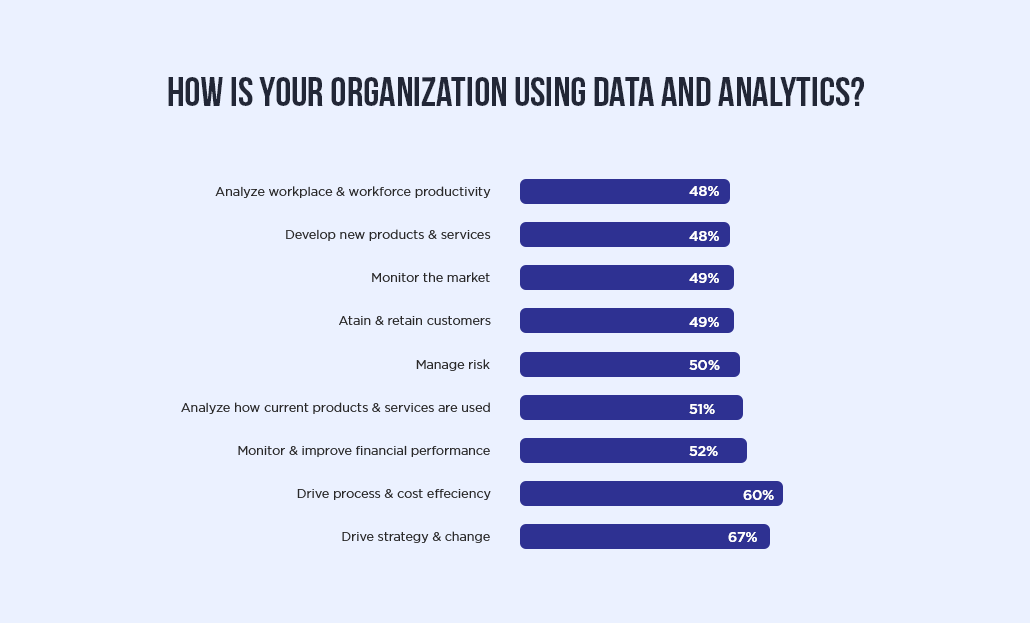 HOW IS YOUR ORGANIZATION USING DATA AND ANALYTICS?
Analyze workplace & workforce productivity 48%
Develop new products & services 48%
Monitor the market 49%
Atain & retain customers 49%
Manage risk 50%
Analyze how current products & services are used 51%
Monitor & improve financial performance 52%
Drive process & cost effeciency 60%
Drive strategy & change 67%